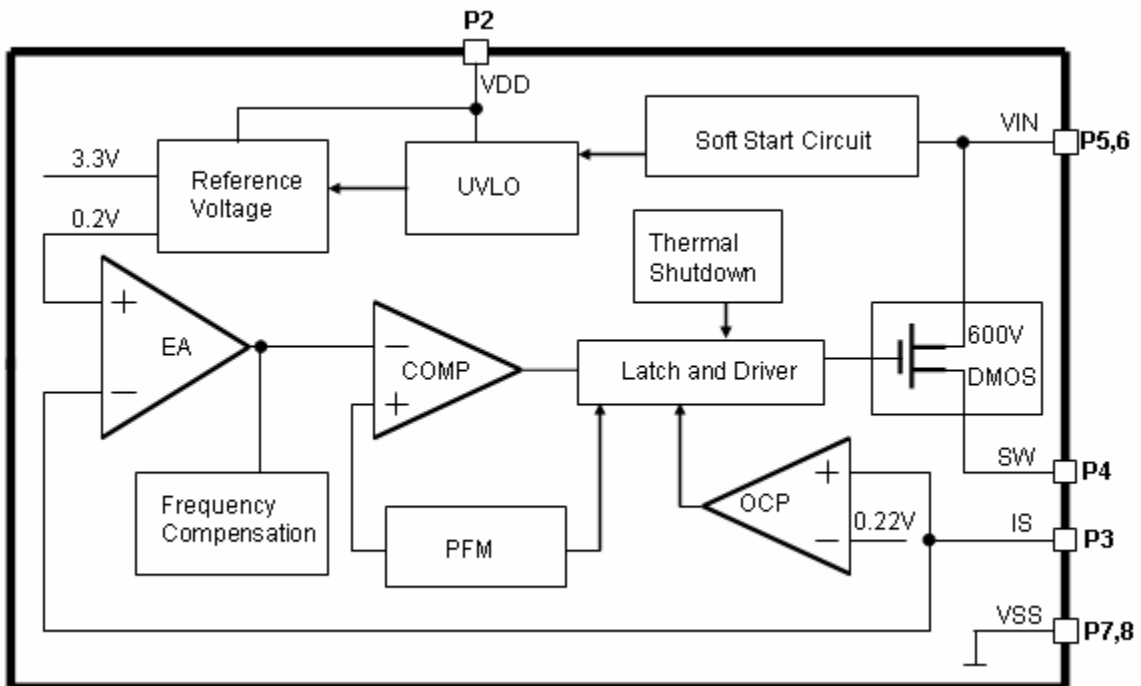 P2
VDD
Soft Start Circuit
VIN
P5,6
3.3V
Reference
Voltage
UVLO
0.2V
Thermal
Shutdown
+
EA
−
−
COMP
+
Latch and Driver
600V
DMOS
SW
P4
Frequency
Compensation
PFM
+
OCP
0.22V
−
IS
P3
VSS
P7,8